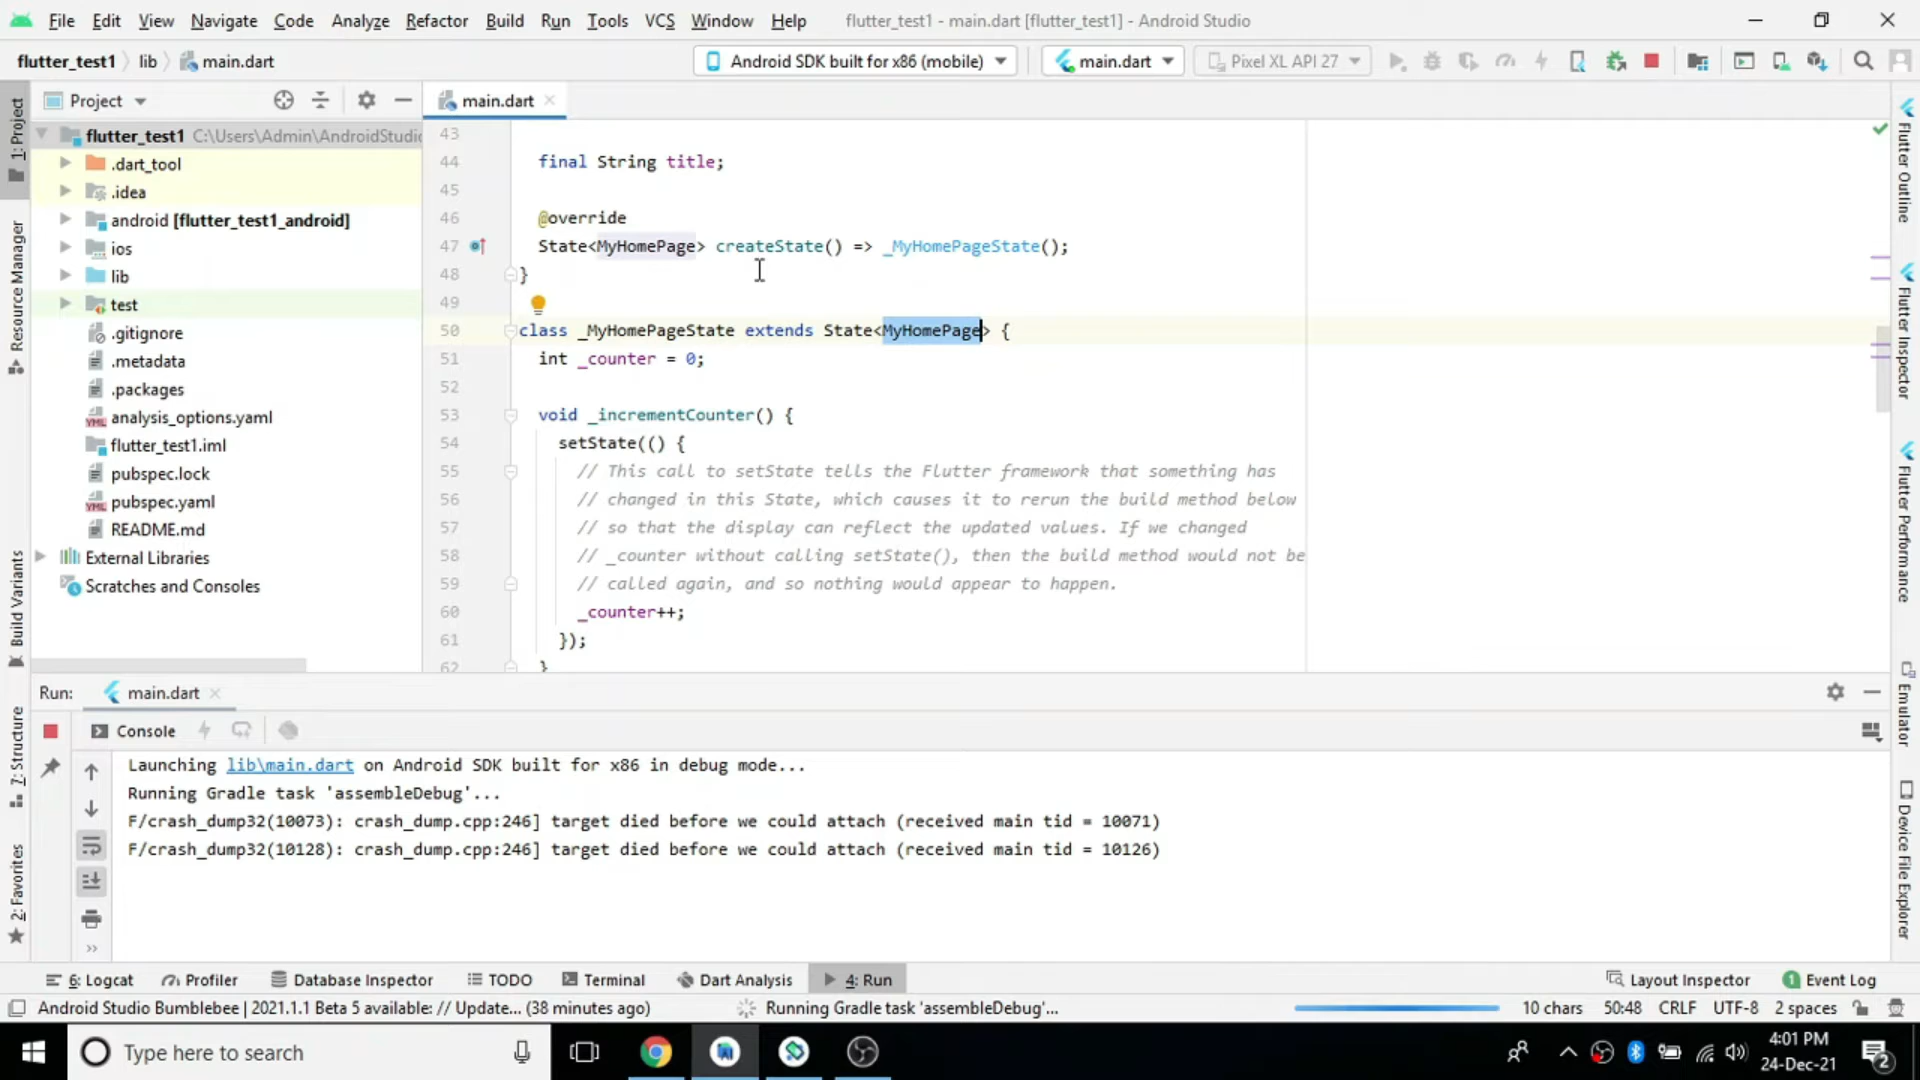 File Edit View Navigate Code Analyze Refactor Build Run Tools VCS Window Help flutter_test1 - main.dart [flutter_test1] - Android Studio
flutter_test1 lib main.dart Android SDK built for x86 (mobile) main.dart Pixel XL API 27
1: Project
Resource Manager
Build Variants
7: Structure
2: Favorites
Project
flutter_test1 C:\Users\Admin\AndroidStudio
.dart_tool
.idea
android [flutter_test1_android]
ios
lib
test
.gitignore
.metadata
.packages
analysis_options.yaml
flutter_test1.iml
pubspec.lock
pubspec.yaml
README.md
External Libraries
Scratches and Consoles
main.dart
43
44 final String title;
45
46 @override
47 State<MyHomePage> createState() => _MyHomePageState();
48 }
49
50 class _MyHomePageState extends State<MyHomePage> {
51 int _counter = 0;
52
53 void _incrementCounter() {
54 setState(() {
55 // This call to setState tells the Flutter framework that something has
56 // changed in this State, which causes it to rerun the build method below
57 // so that the display can reflect the updated values. If we changed
58 // _counter without calling setState(), then the build method would not be
59 // called again, and so nothing would appear to happen.
60 _counter++;
61 });
62 }
Flutter Outline
Flutter Inspector
Flutter Performance
Emulator
Device File Explorer
Run: main.dart
Console
Launching lib\main.dart on Android SDK built for x86 in debug mode...
Running Gradle task 'assembleDebug'...
F/crash_dump32(10073): crash_dump.cpp:246] target died before we could attach (received main tid = 10071)
F/crash_dump32(10128): crash_dump.cpp:246] target died before we could attach (received main tid = 10126)
6: Logcat Profiler Database Inspector TODO Terminal Dart Analysis 4: Run Layout Inspector 1 Event Log
Android Studio Bumblebee | 2021.1.1 Beta 5 available: // Update... (38 minutes ago) Running Gradle task 'assembleDebug'... 10 chars 50:48 CRLF UTF-8 2 spaces
Type here to search
4:01 PM
24-Dec-21
2